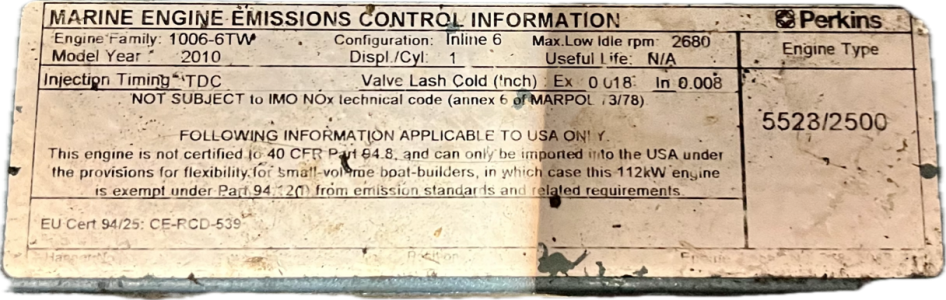 MARINE ENGINE EMISSIONS CONTROL INFORMATION
Perkins
Engine Family: 1006-6TW Configuration: Inline 6 Max.Low Idle rpm: 2680
Engine Type
Model Year 2010 Displ./Cyl: 1 Useful Life: N/A
Injection Timing TDC Valve Lash Cold (Inch) Ex 0.018 In 0.008
NOT SUBJECT to IMO NOx technical code (annex 6 of MARPOL 73/78)
5523/2500
FOLLOWING INFORMATION APPLICABLE TO USA ONLY.
This engine is not certified to 40 CFR Part 94.8, and can only be imported into the USA under
the provisions for flexibility for small-volume boat-builders, in which case this 112kW engine
is exempt under Part from emission standards and related requirements
EU Cert 94/25: CE-RCD-539
Position